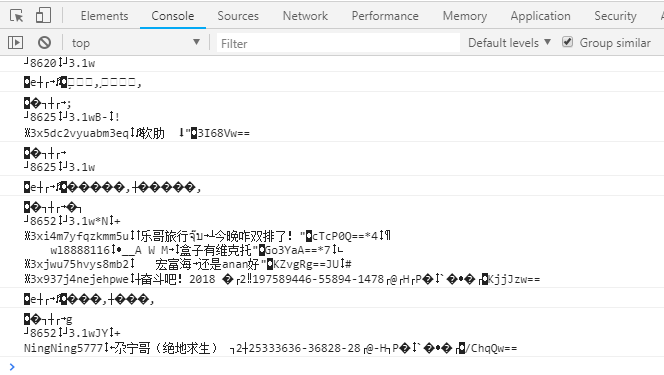 Elements Console Sources Network Performance Memory Application Security
top Filter Default levels Group similar
┘8620↕┘3.1w
◘e┼┌→
◘�┐┼┌→;
┘8625↕┘3.1wB-↕!
3x5dc2vyuabm3eq 软肋 "◘3I68Vw==
◘�┐┼┌→
┘8625↕┘3.1w
◘e┼┌→ ◘�����,┼�����,
◘�┐┼┌→�┐
┘8652↕┘3.1w*N↕+
3xi4m7yfqzkmm5u 乐哥旅行 今晚咋双排了! "◘cTcP0Q==*4↕¶
wl8888116↕•__A W M→↕盒子有维克托"◘Go3YaA==*7↕∟
3xjwu75hvys8mb2↕ 宏富海→还是anan好"◘KZvgRg==JU↕#
3x937j4nejehpwe↕┼奋斗吧! 2018 �┌2‼197589446-55894-1478┌@┌H┌P�↕`�•�┌◘KjjJzw==
◘e┼┌→ ◘���,┼���,
◘�┐┼┌→g
┘8652↕┘3.1wJY↕+
NingNing5777↕ 尕宁哥（绝地求生） ┐2┼25333636-36828-28┌@-H┐P�↕`�•�┌◘/ChqQw==